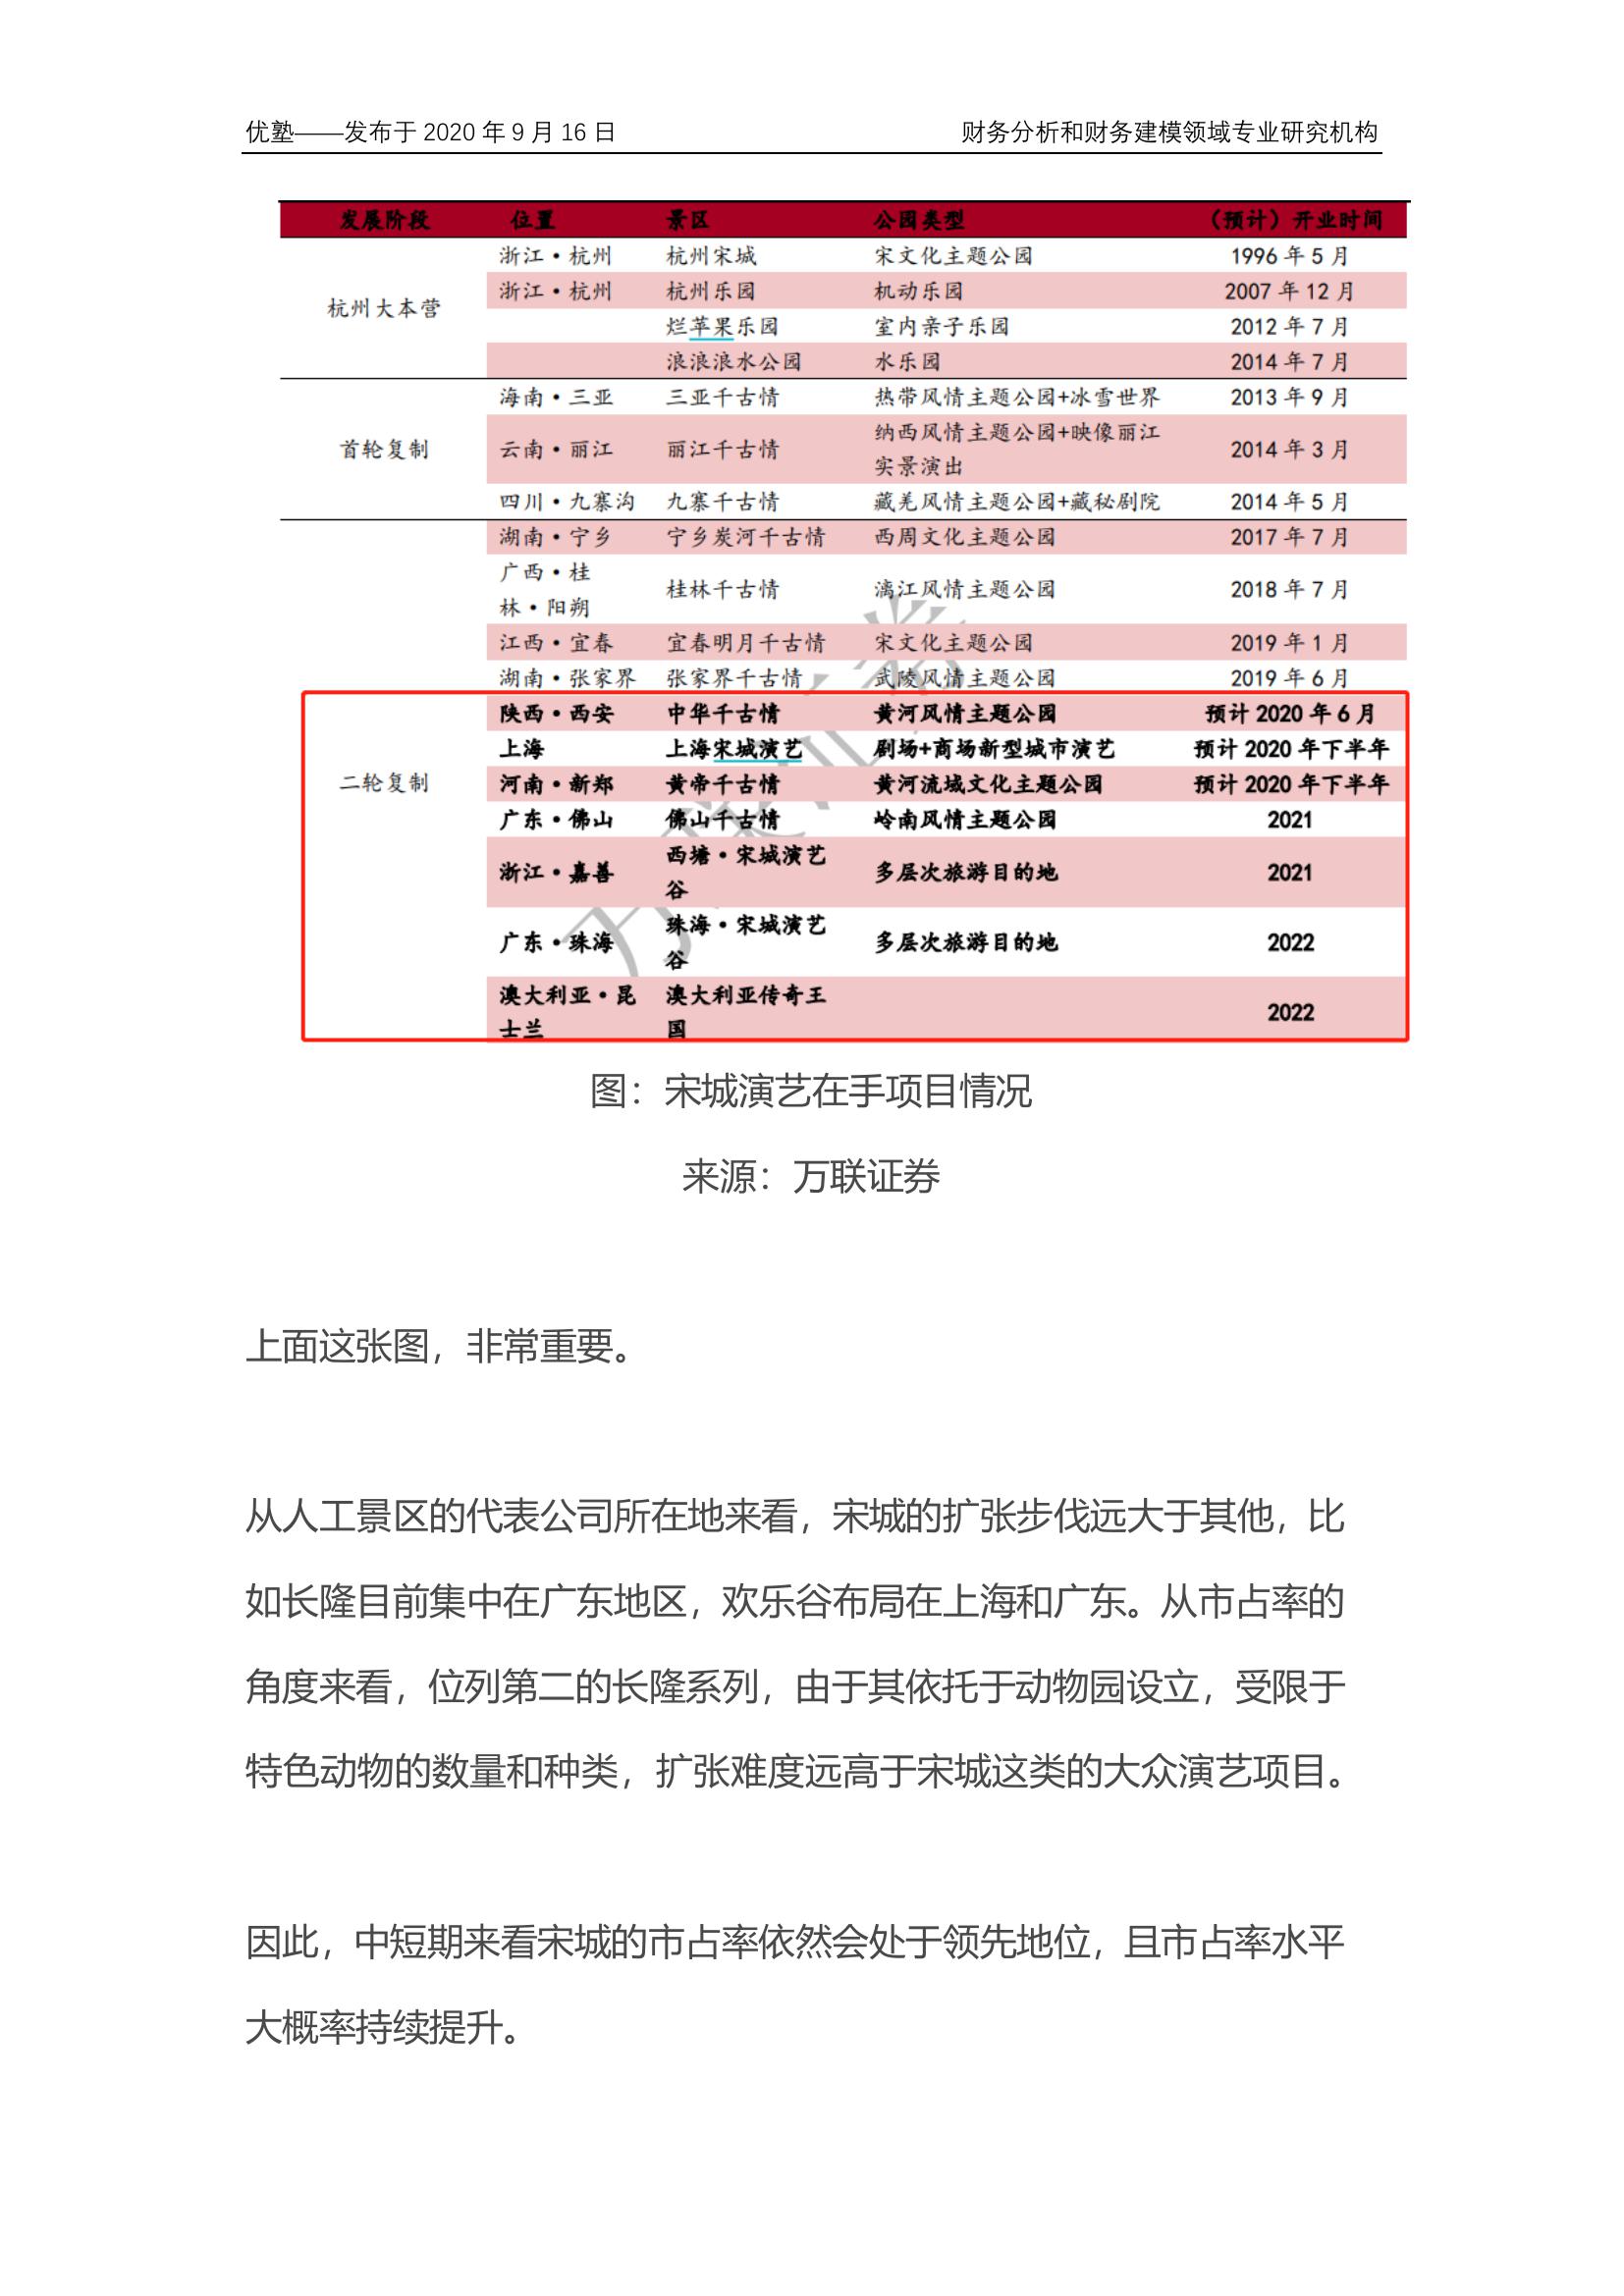 优塾——发布于 2020 年 9 月 16 日 财务分析和财务建模领域专业研究机构
发展阶段 位置 景区 公园类型 （预计）开业时间
浙江·杭州 杭州宋城 宋文化主题公园 1996 年 5 月
浙江·杭州 杭州乐园 机动乐园 2007 年 12 月
杭州大本营
烂苹果乐园 室内亲子乐园 2012 年 7 月
浪浪浪水公园 水乐园 2014 年 7 月
海南·三亚 三亚千古情 热带风情主题公园+冰雪世界 2013 年 9 月
首轮复制 云南·丽江 丽江千古情 纳西风情主题公园+映像丽江 2014 年 3 月
实景演出
四川·九寨沟 九寨千古情 藏羌风情主题公园+藏秘剧院 2014 年 5 月
湖南·宁乡 宁乡炭河千古情 西周文化主题公园 2017 年 7 月
广西·桂
林·阳朔 桂林千古情 漓江风情主题公园 2018 年 7 月
江西·宜春 宜春明月千古情 宋文化主题公园 2019 年 1 月
湖南·张家界 张家界千古情 武陵风情主题公园 2019 年 6 月
陕西·西安 中华千古情 黄河风情主题公园 预计 2020 年 6 月
上海 上海宋城演艺 剧场+商场新型城市演艺 预计 2020 年下半年
二轮复制 河南·新郑 黄帝千古情 黄河流域文化主题公园 预计 2020 年下半年
广东·佛山 佛山千古情 岭南风情主题公园 2021
浙江·嘉善 西塘·宋城演艺
谷 多层次旅游目的地 2021
广东·珠海 珠海·宋城演艺
谷 多层次旅游目的地 2022
澳大利亚·昆 澳大利亚传奇王
士兰 国 2022
万联证券
图：宋城演艺在手项目情况
来源：万联证券
上面这张图，非常重要。
从人工景区的代表公司所在地来看，宋城的扩张步伐远大于其他，比
如长隆目前集中在广东地区，欢乐谷布局在上海和广东。从市占率的
角度来看，位列第二的长隆系列，由于其依托于动物园设立，受限于
特色动物的数量和种类，扩张难度远高于宋城这类的大众演艺项目。
因此，中短期来看宋城的市占率依然会处于领先地位，且市占率水平
大概率持续提升。